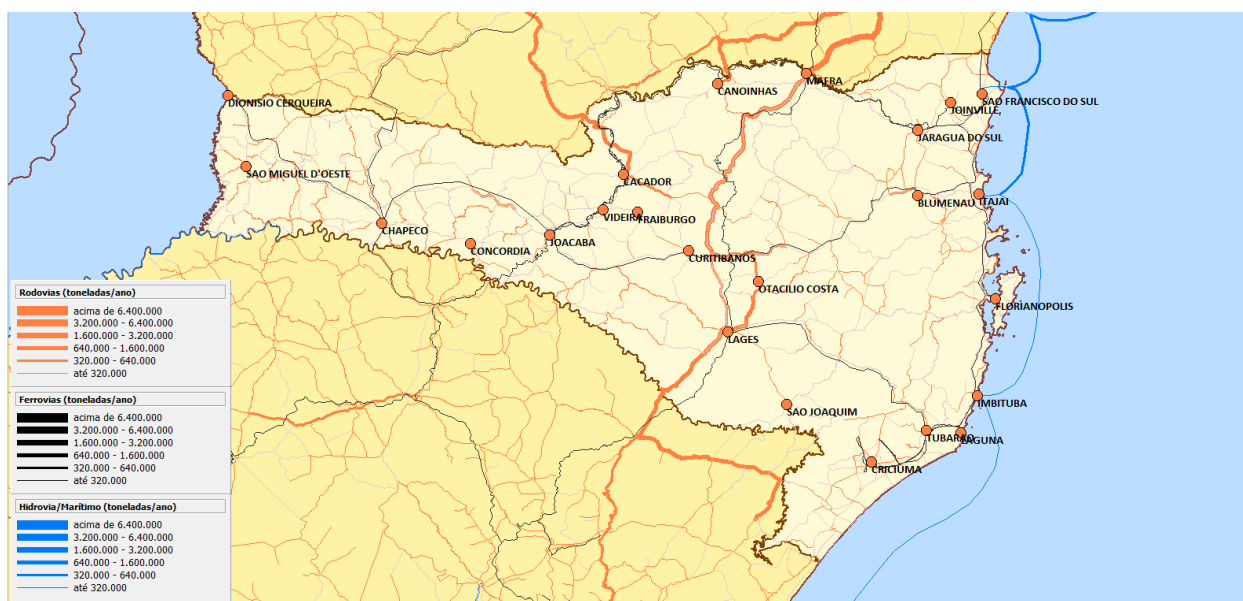 MAFRA
CANOINHAS
DIONISIO CERQUEIRA
SAO FRANCISCO DO SUL
JOINVILLE
JARAGUA DO SUL
SAO MIGUEL D'OESTE
CACADOR
BLUMENAU
ITAJAI
VIDEIRA
FRAIBURGO
CHAPECO
JOACABA
CONCORDIA
CURITIBANOS
OTACILIO COSTA
FLORIANOPOLIS
LAGES
IMBITUBA
SAO JOAQUIM
TUBARAO
LAGUNA
CRICIUMA
Rodovias (toneladas/ano)
acima de 6.400.000
3.200.000 - 6.400.000
1.600.000 - 3.200.000
640.000 - 1.600.000
320.000 - 640.000
até 320.000
Ferrovias (toneladas/ano)
acima de 6.400.000
3.200.000 - 6.400.000
1.600.000 - 3.200.000
640.000 - 1.600.000
320.000 - 640.000
até 320.000
Hidrovia/Marítimo (toneladas/ano)
acima de 6.400.000
3.200.000 - 6.400.000
1.600.000 - 3.200.000
640.000 - 1.600.000
320.000 - 640.000
até 320.000